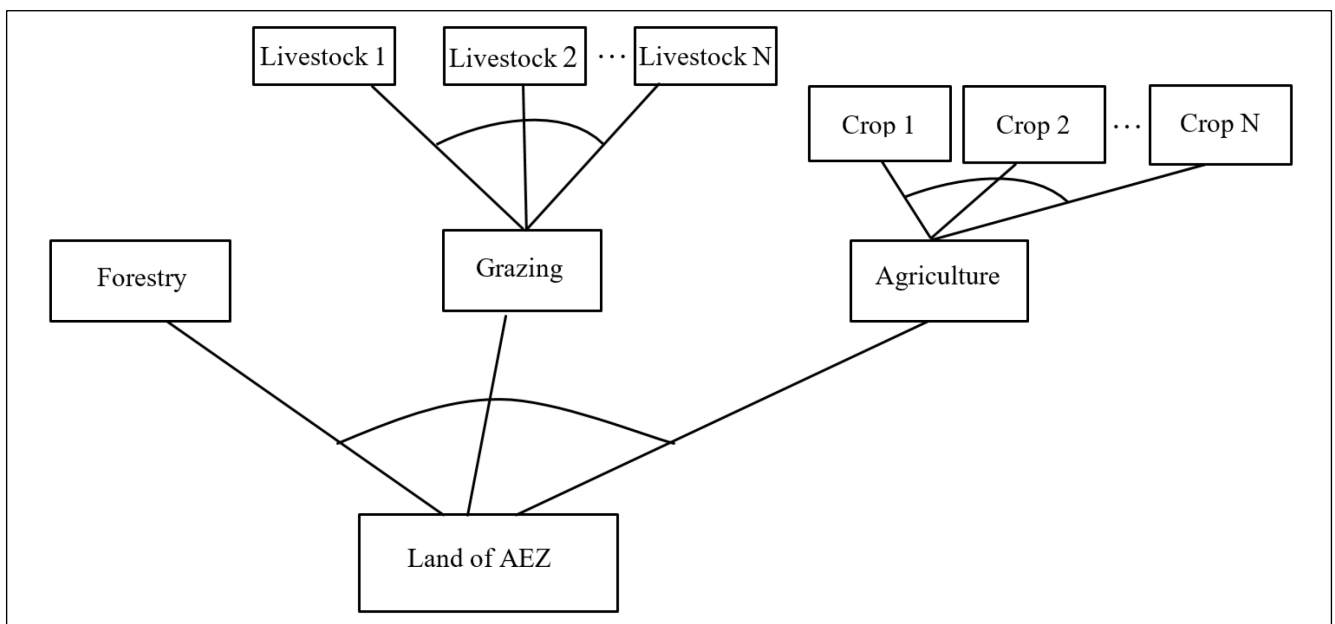 Livestock 1
Livestock 2
···
Livestock N
Crop 1
Crop 2
···
Crop N
Forestry
Grazing
Agriculture
Land of AEZ